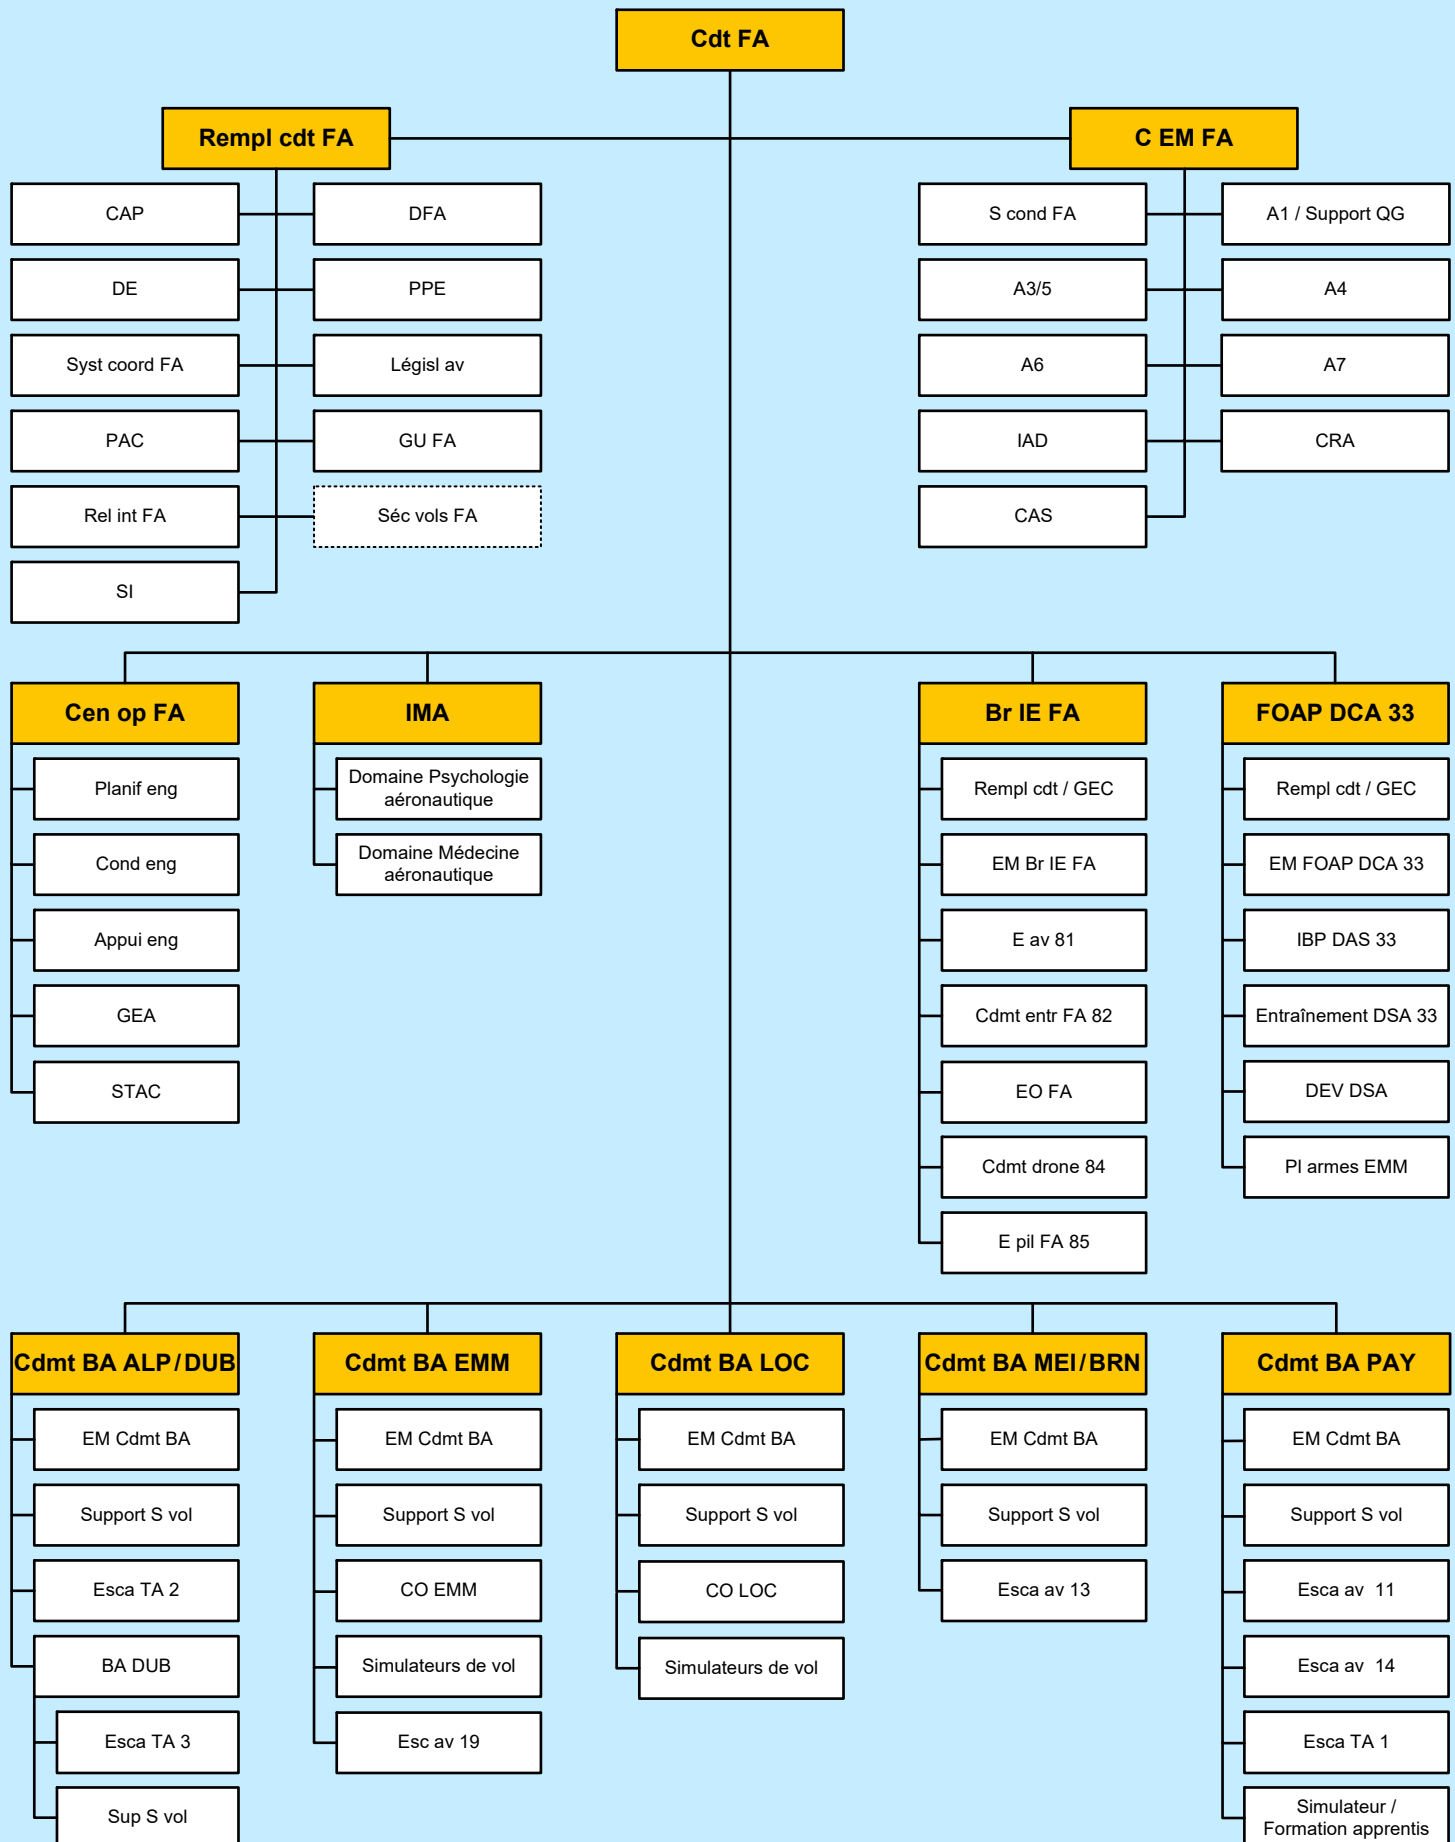 Cdt FA
Rempl cdt FA
C EM FA
CAP
DFA
DE
PPE
Syst coord FA
Législ av
PAC
GU FA
Rel int FA
Séc vols FA
SI
S cond FA
A1 / Support QG
A3/5
A4
A6
A7
IAD
CRA
CAS
Cen op FA
Planif eng
Cond eng
Appui eng
GEA
STAC
IMA
Domaine Psychologie
aéronautique
Domaine Médecine
aéronautique
Br IE FA
Rempl cdt / GEC
EM Br IE FA
E av 81
Cdmt entr FA 82
EO FA
Cdmt drone 84
E pil FA 85
FOAP DCA 33
Rempl cdt / GEC
EM FOAP DCA 33
IBP DAS 33
Entraînement DSA 33
DEV DSA
Pl armes EMM
Cdmt BA ALP/DUB
EM Cdmt BA
Support S vol
Esca TA 2
BA DUB
Esca TA 3
Sup S vol
Cdmt BA EMM
EM Cdmt BA
Support S vol
CO EMM
Simulateurs de vol
Esc av 19
Cdmt BA LOC
EM Cdmt BA
Support S vol
CO LOC
Simulateurs de vol
Cdmt BA MEI/BRN
EM Cdmt BA
Support S vol
Esca av 13
Cdmt BA PAY
EM Cdmt BA
Support S vol
Esca av 11
Esca av 14
Esca TA 1
Simulateur /
Formation apprentis